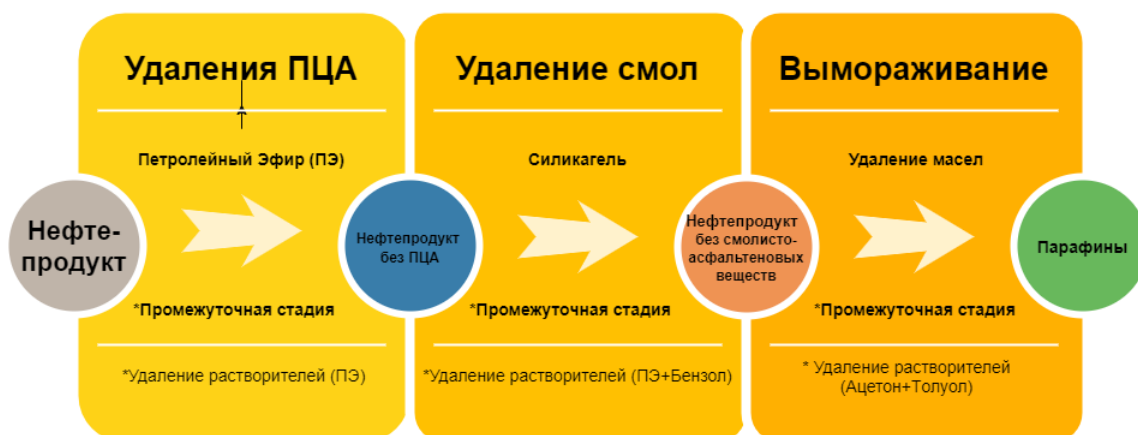 Удаления ПЦА
Удаление смол
Вымораживание
Петролейный Эфир (ПЭ)
Силикагель
Удаление масел
Нефте-
продукт
Нефтепродукт
без ПЦА
Нефтепродукт
без смолисто-
асфальтеновых
веществ
Парафины
*Промежуточная стадия
*Промежуточная стадия
*Промежуточная стадия
*Удаление растворителей (ПЭ)
*Удаление растворителей (ПЭ+Бензол)
* Удаление растворителей
(Ацетон+Толуол)